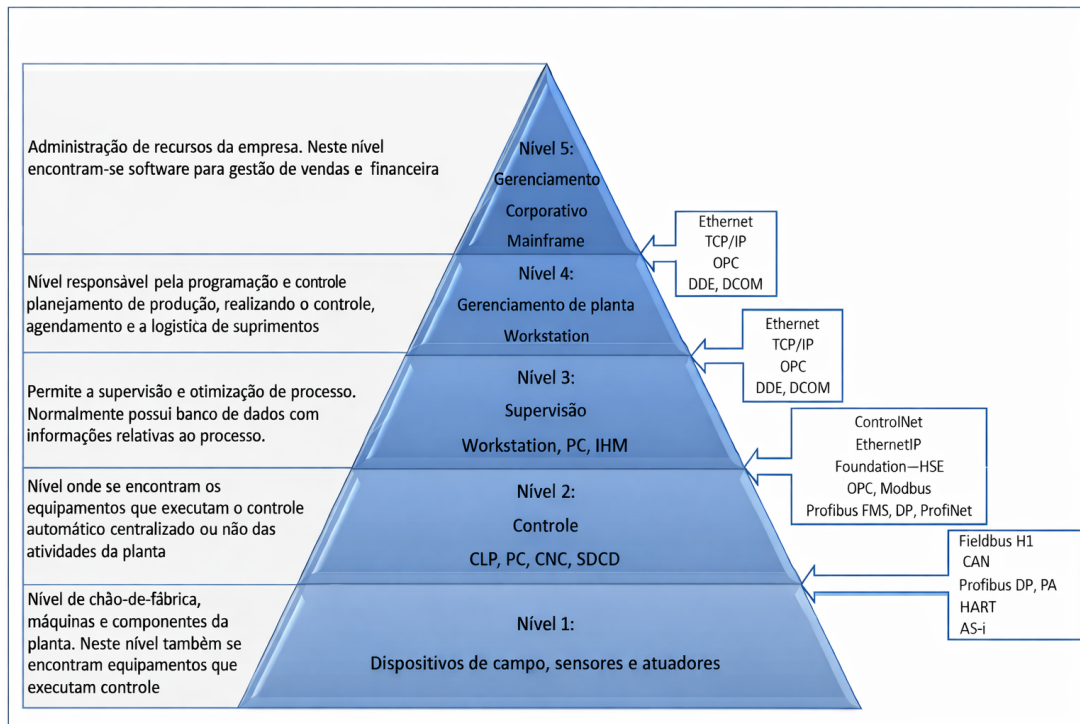 Administração de recursos da empresa. Neste nível
encontram-se software para gestão de vendas e financeira
Nível 5:
Gerenciamento
Corporativo
Mainframe
Ethernet
TCP/IP
OPC
DDE, DCOM
Nível responsàvel pela programação e controle
planejamento de produção, realizando o controle,
agendamento e a logistica de suprimentos
Nível 4:
Gerenciamento de planta
Workstation
Ethernet
TCP/IP
OPC
DDE, DCOM
Permite a supervisão e otimização de processo.
Normalmente possui banco de dados com
informações relativas ao processo.
Nível 3:
Supervisão
Workstation, PC, IHM
ControlNet
EthernetIP
Foundation—HSE
OPC, Modbus
Profibus FMS, DP, ProfiNet
Nível onde se encontram os
equipamentos que executam o controle
automático centralizado ou não das
atividades da planta
Nível 2:
Controle
CLP, PC, CNC, SDCD
Fieldbus H1
CAN
Profibus DP, PA
HART
AS-i
Nível de chào-de-fábrica,
máquinas e componentes da
planta. Neste nível tambèm se
encontram equipamentos que
executam controle
Nível 1:
Dispositivos de campo, sensores e atuadores